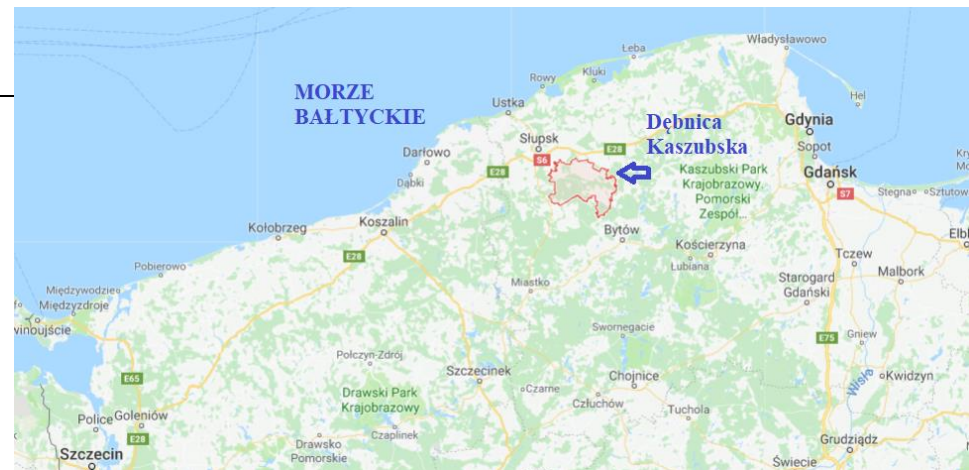 Władysławowo
Łeba
MORZE
BAŁTYCKIE
Rowy
Kluki
Hel
Ustka
Gdynia
Dębnica
Kaszubska
Słupsk
E28
Sopot
Darłowo
S6
Kaszubski Park
Krajobrazowy.
Pomorski
Zespół...
Gdańsk
E28
Dąbki
S7
Stegna
Sztutow
Kołobrzeg
Koszalin
Bytów
Elbl
E28
Kościerzyna
Tczew
Pobierowo
Łubiana
Malbork
Miastko
Starogard
Gdański
Międzywodzie
Międzyzdroje
winoujście
Swornegacie
E75
Gniew
Połczyn-Zdrój
Szczecinek
Chojnice
Wisła
Kwidzyn
E65
Drawski Park
Krajobrazowy
Czarne
Człuchów
Tuchola
Police
Goleniów
E28
Czaplinek
Drawsko
Pomorskie
Grudziądz
Szczecin
Świecie